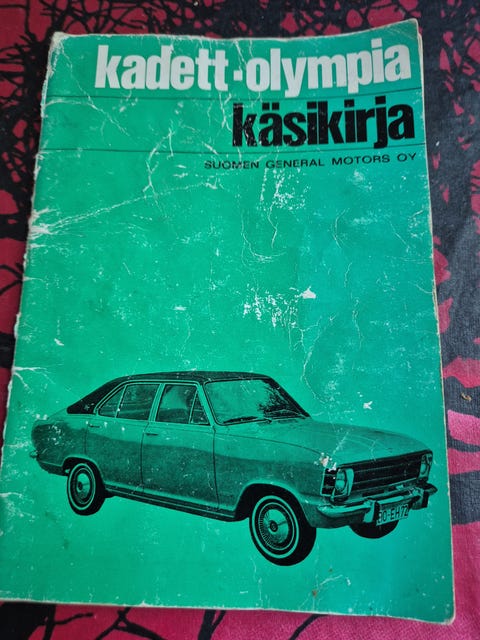 kadett-olympia
käsikirja
SUOMEN GENERAL MOTORS OY